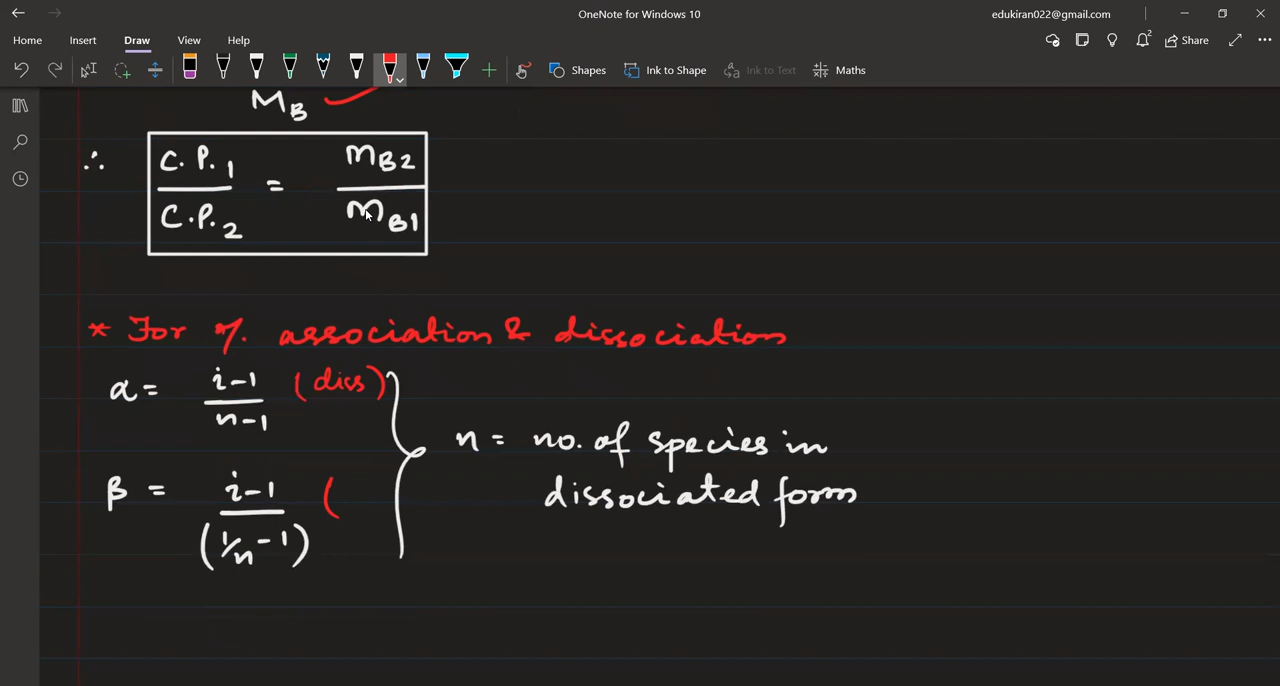 OneNote for Windows 10
edukiran022@gmail.com
Home Insert Draw View Help
Share
Shapes Ink to Shape Ink to Text Maths
M_B
∴ C.P.1 / C.P.2 = M_B2 / M_B1
* For %. association & dissociation
α = i-1 / n-1 (diss)
n = no. of species in
dissociated form
β = i-1 / (1/n - 1) (